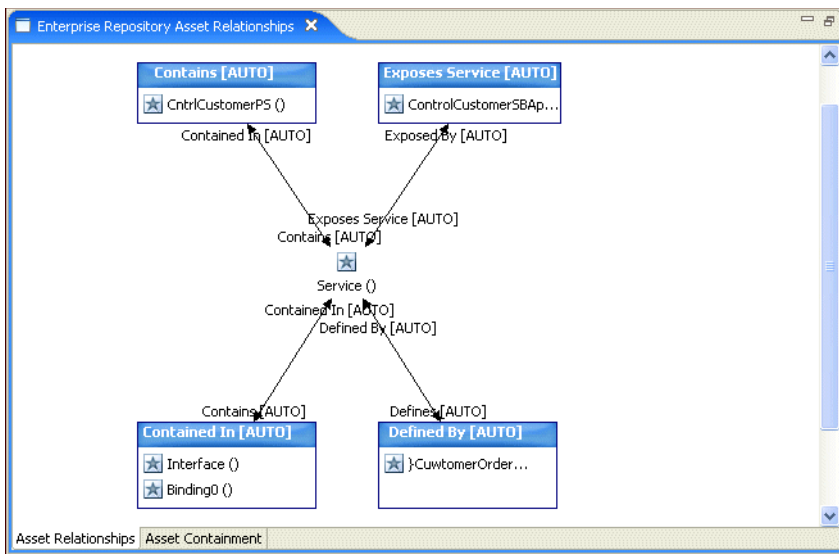 Enterprise Repository Asset Relationships
Contains [AUTO]
Exposes Service [AUTO]
CntrlCustomerPS ()
ControlCustomerSBAp...
Contained In [AUTO]
Exposed By [AUTO]
Exposes Service [AUTO]
Contains [AUTO]
Service ()
Contained In [AUTO]
Defined By [AUTO]
Contains [AUTO]
Defines [AUTO]
Contained In [AUTO]
Defined By [AUTO]
Interface ()
}CuwtomerOrder...
Binding0 ()
Asset Relationships
Asset Containment